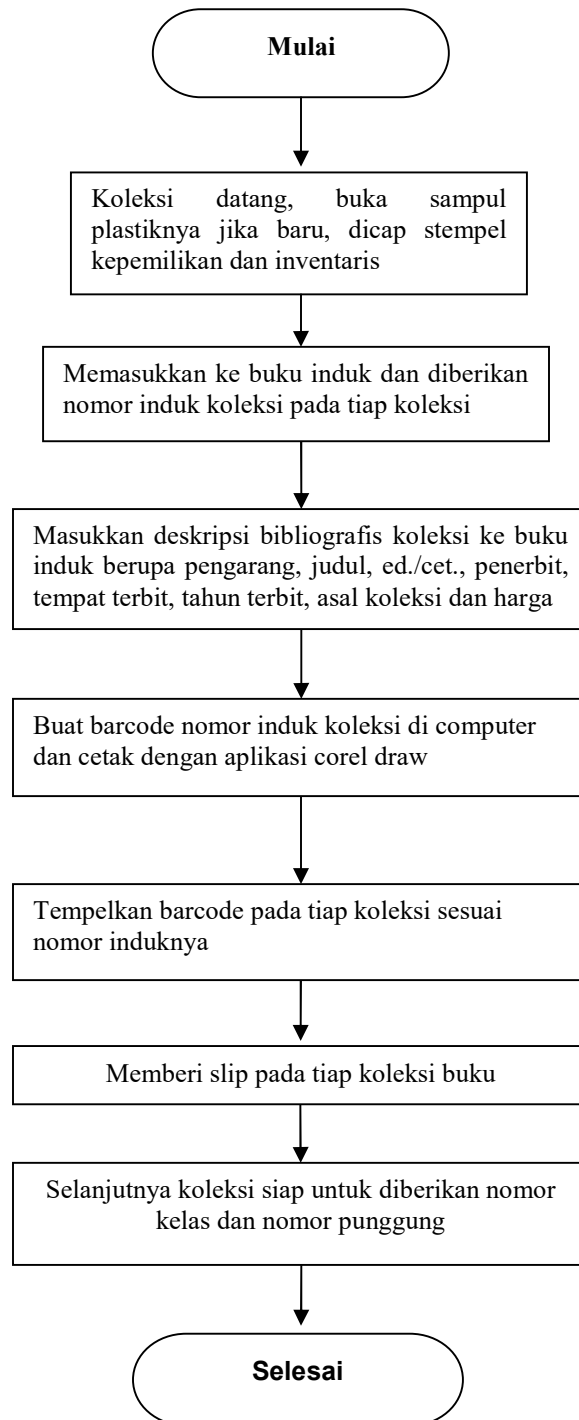 Mulai
Koleksi datang, buka sampul
plastiknya jika baru, dicap stempel
kepemilikan dan inventaris
Memasukkan ke buku induk dan diberikan
nomor induk koleksi pada tiap koleksi
Masukkan deskripsi bibliografis koleksi ke buku
induk berupa pengarang, judul, ed./cet., penerbit,
tempat terbit, tahun terbit, asal koleksi dan harga
Buat barcode nomor induk koleksi di computer
dan cetak dengan aplikasi corel draw
Tempelkan barcode pada tiap koleksi sesuai
nomor induknya
Memberi slip pada tiap koleksi buku
Selanjutnya koleksi siap untuk diberikan nomor
kelas dan nomor punggung
Selesai